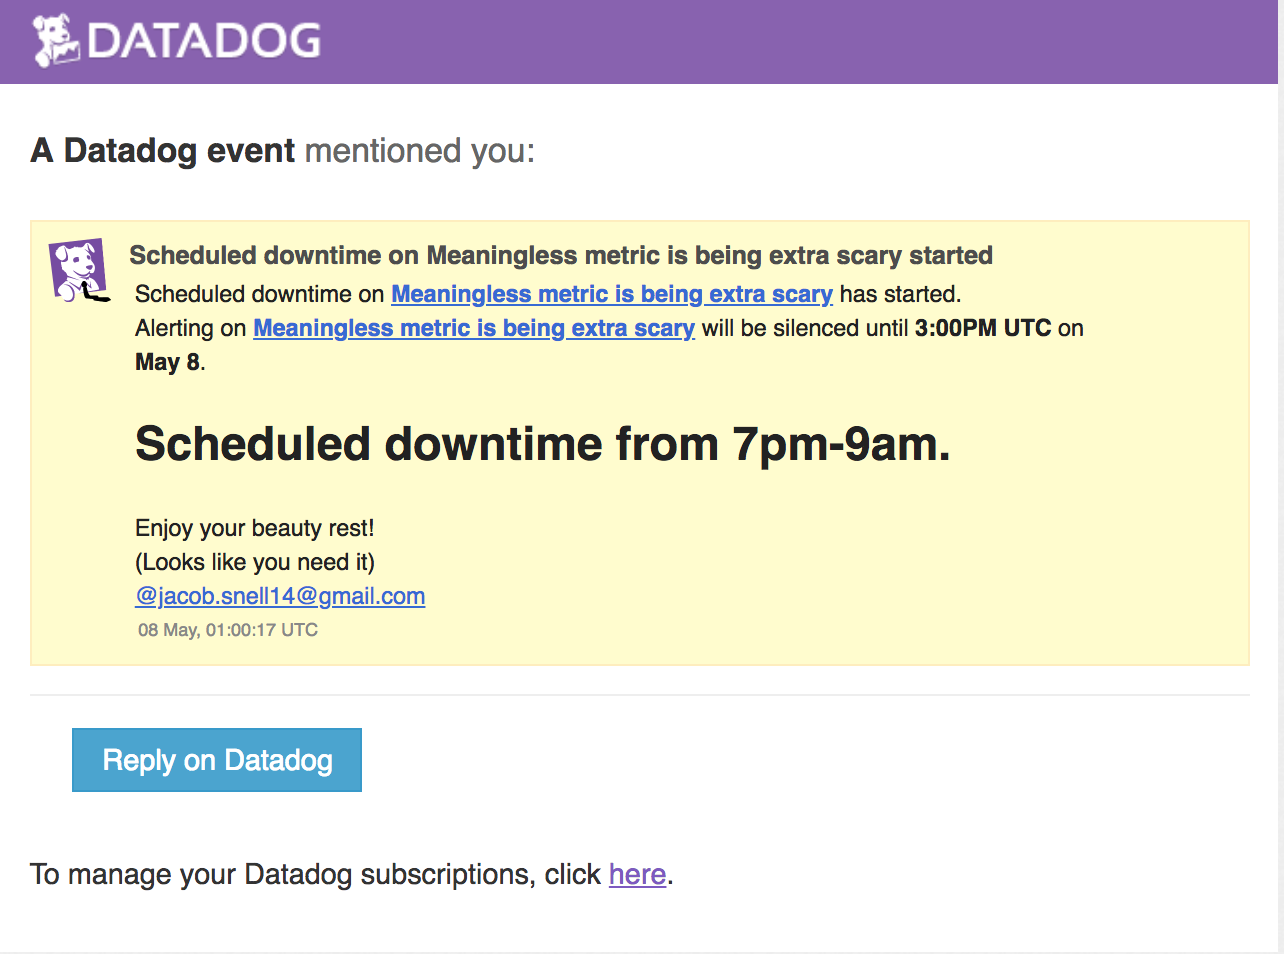 DATADOG
A Datadog event mentioned you:
Scheduled downtime on Meaningless metric is being extra scary started
Scheduled downtime on Meaningless metric is being extra scary has started.
Alerting on Meaningless metric is being extra scary will be silenced until 3:00PM UTC on
May 8.
Scheduled downtime from 7pm-9am.
Enjoy your beauty rest!
(Looks like you need it)
@jacob.snell14@gmail.com
08 May, 01:00:17 UTC
Reply on Datadog
To manage your Datadog subscriptions, click here.